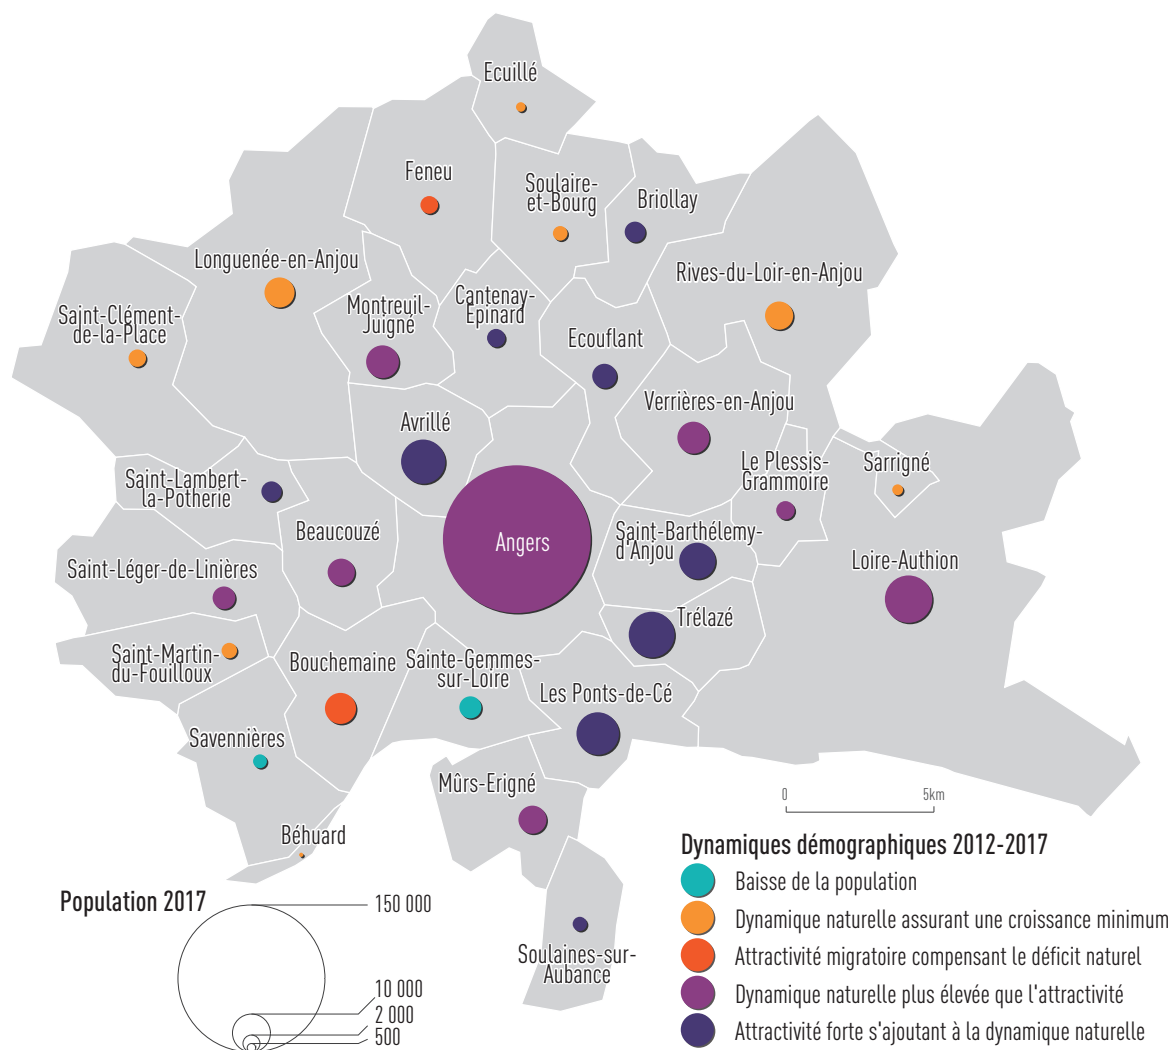 Ecuillé
Feneu
Soulaire-
et-Bourg
Briollay
Longuenée-en-Anjou
Rives-du-Loir-en-Anjou
Saint-Clément-
de-la-Place
Montreuil-
Juigné
Cantenay-
Epinard
Ecouflant
Avrillé
Verrières-en-Anjou
Le Plessis-
Grammoire
Sarrigné
Saint-Lambert-
la-Potherie
Beaucouzé
Angers
Saint-Barthélemy-
d'Anjou
Loire-Authion
Saint-Léger-de-Linières
Trélazé
Saint-Martin-
du-Fouilloux
Bouchemaine
Sainte-Gemmes-
sur-Loire
Les Ponts-de-Cé
Savennières
Mûrs-Erigné
Béhuard
Soulaines-sur-
Aubance
0 5km
Population 2017
150 000
10 000
2 000
500
Dynamiques démographiques 2012-2017
Baisse de la population
Dynamique naturelle assurant une croissance minimum
Attractivité migratoire compensant le déficit naturel
Dynamique naturelle plus élevée que l'attractivité
Attractivité forte s'ajoutant à la dynamique naturelle